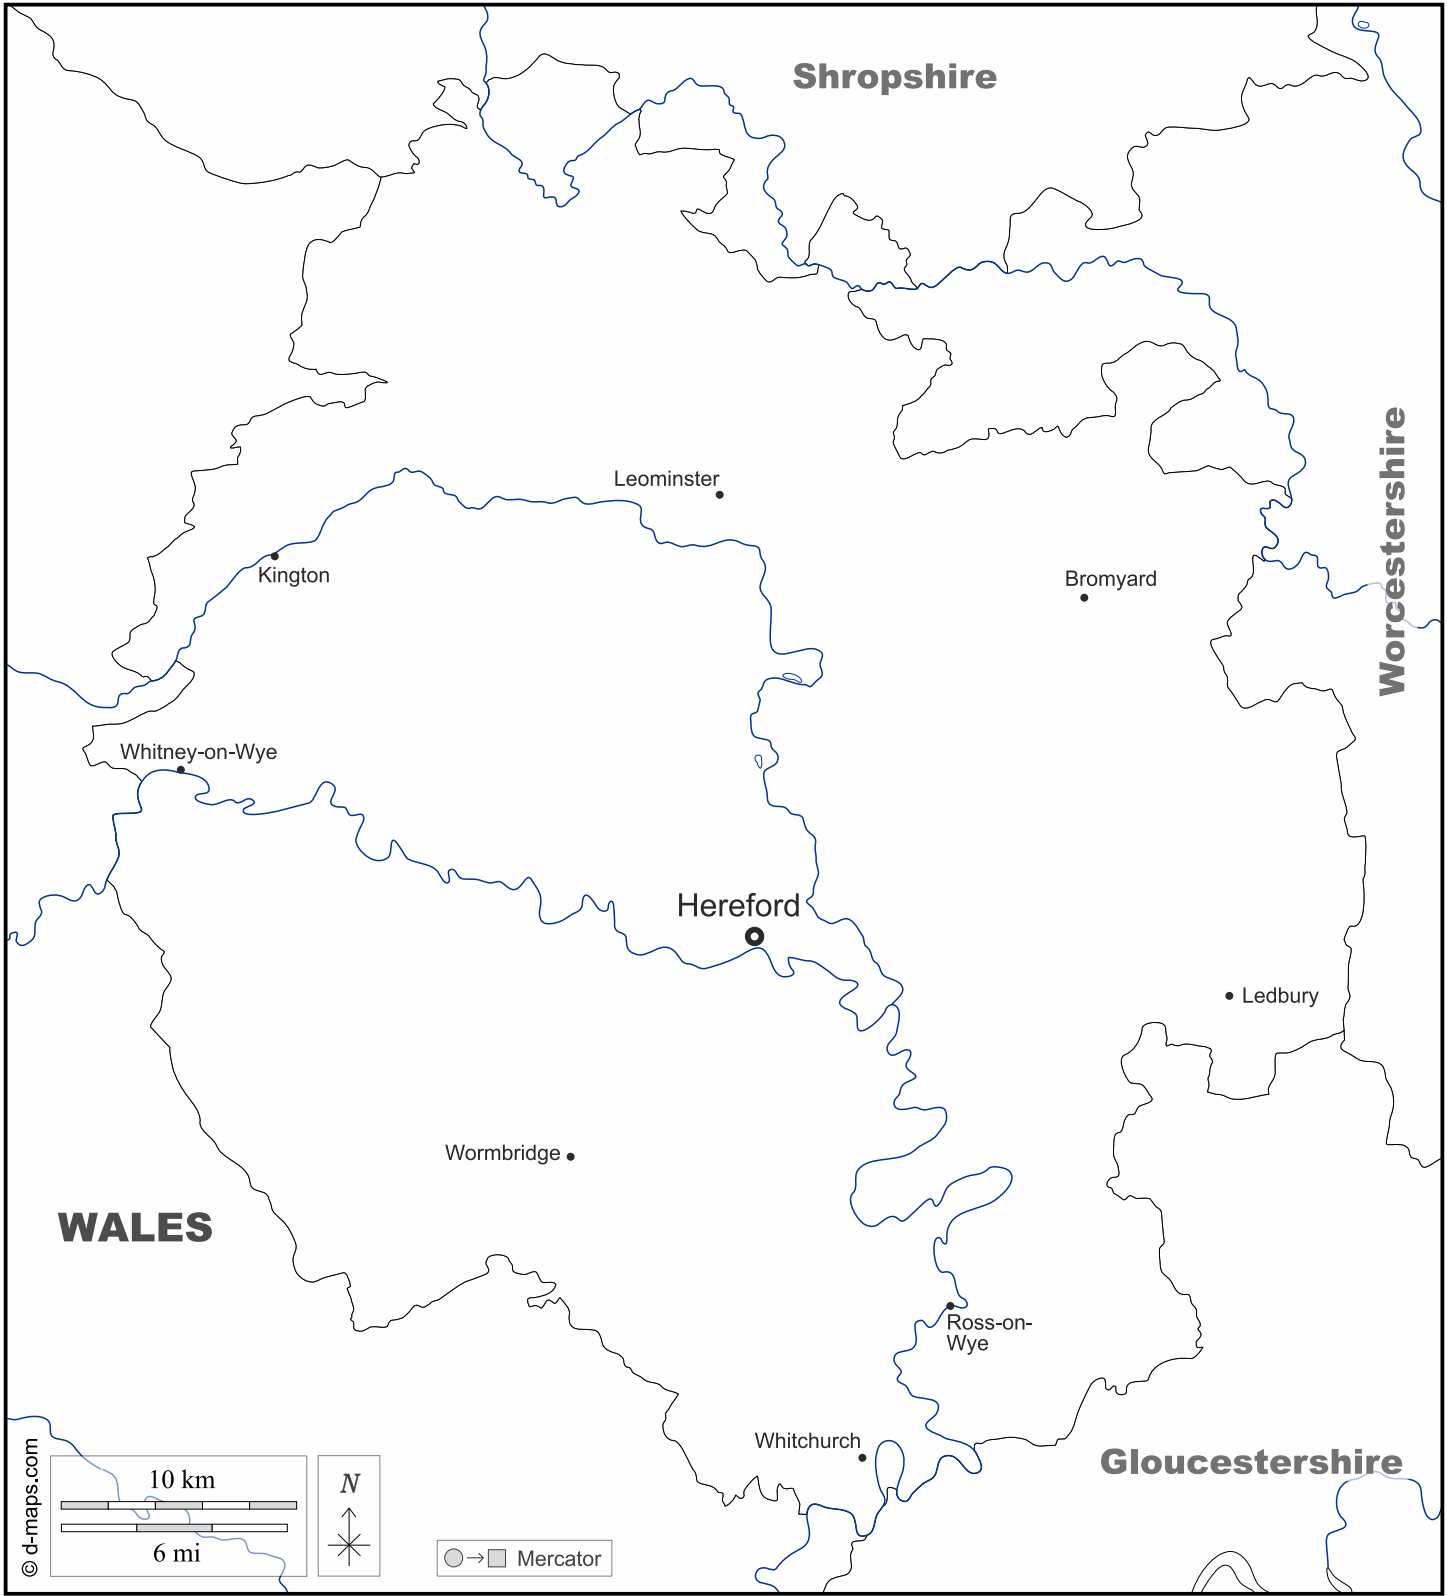 Shropshire
Worcestershire
Leominster
Kington
Bromyard
Whitney-on-Wye
Hereford
Ledbury
Wormbridge
WALES
Ross-on-
Wye
Whitchurch
Gloucestershire
© d-maps.com
10 km
6 mi
N
Mercator